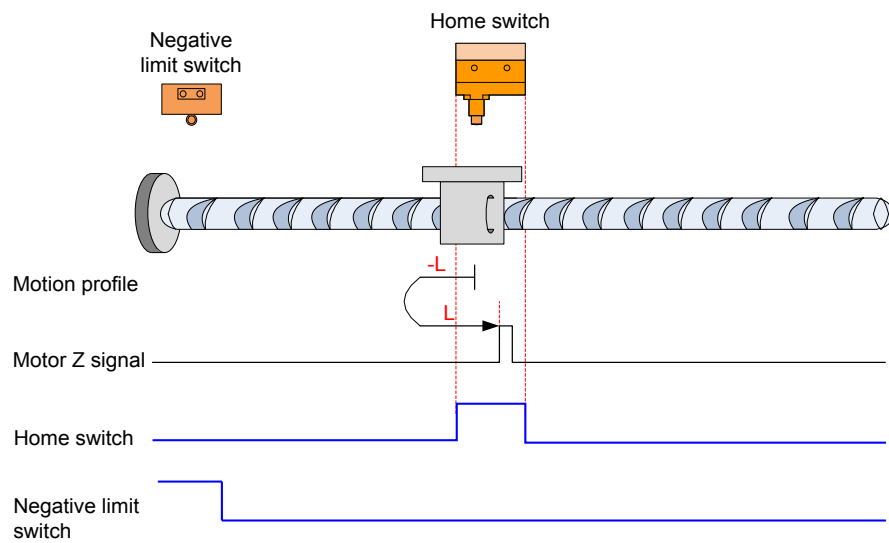 Home switch
Negative
limit switch
-L
Motion profile
L
Motor Z signal
Home switch
Negative limit
switch